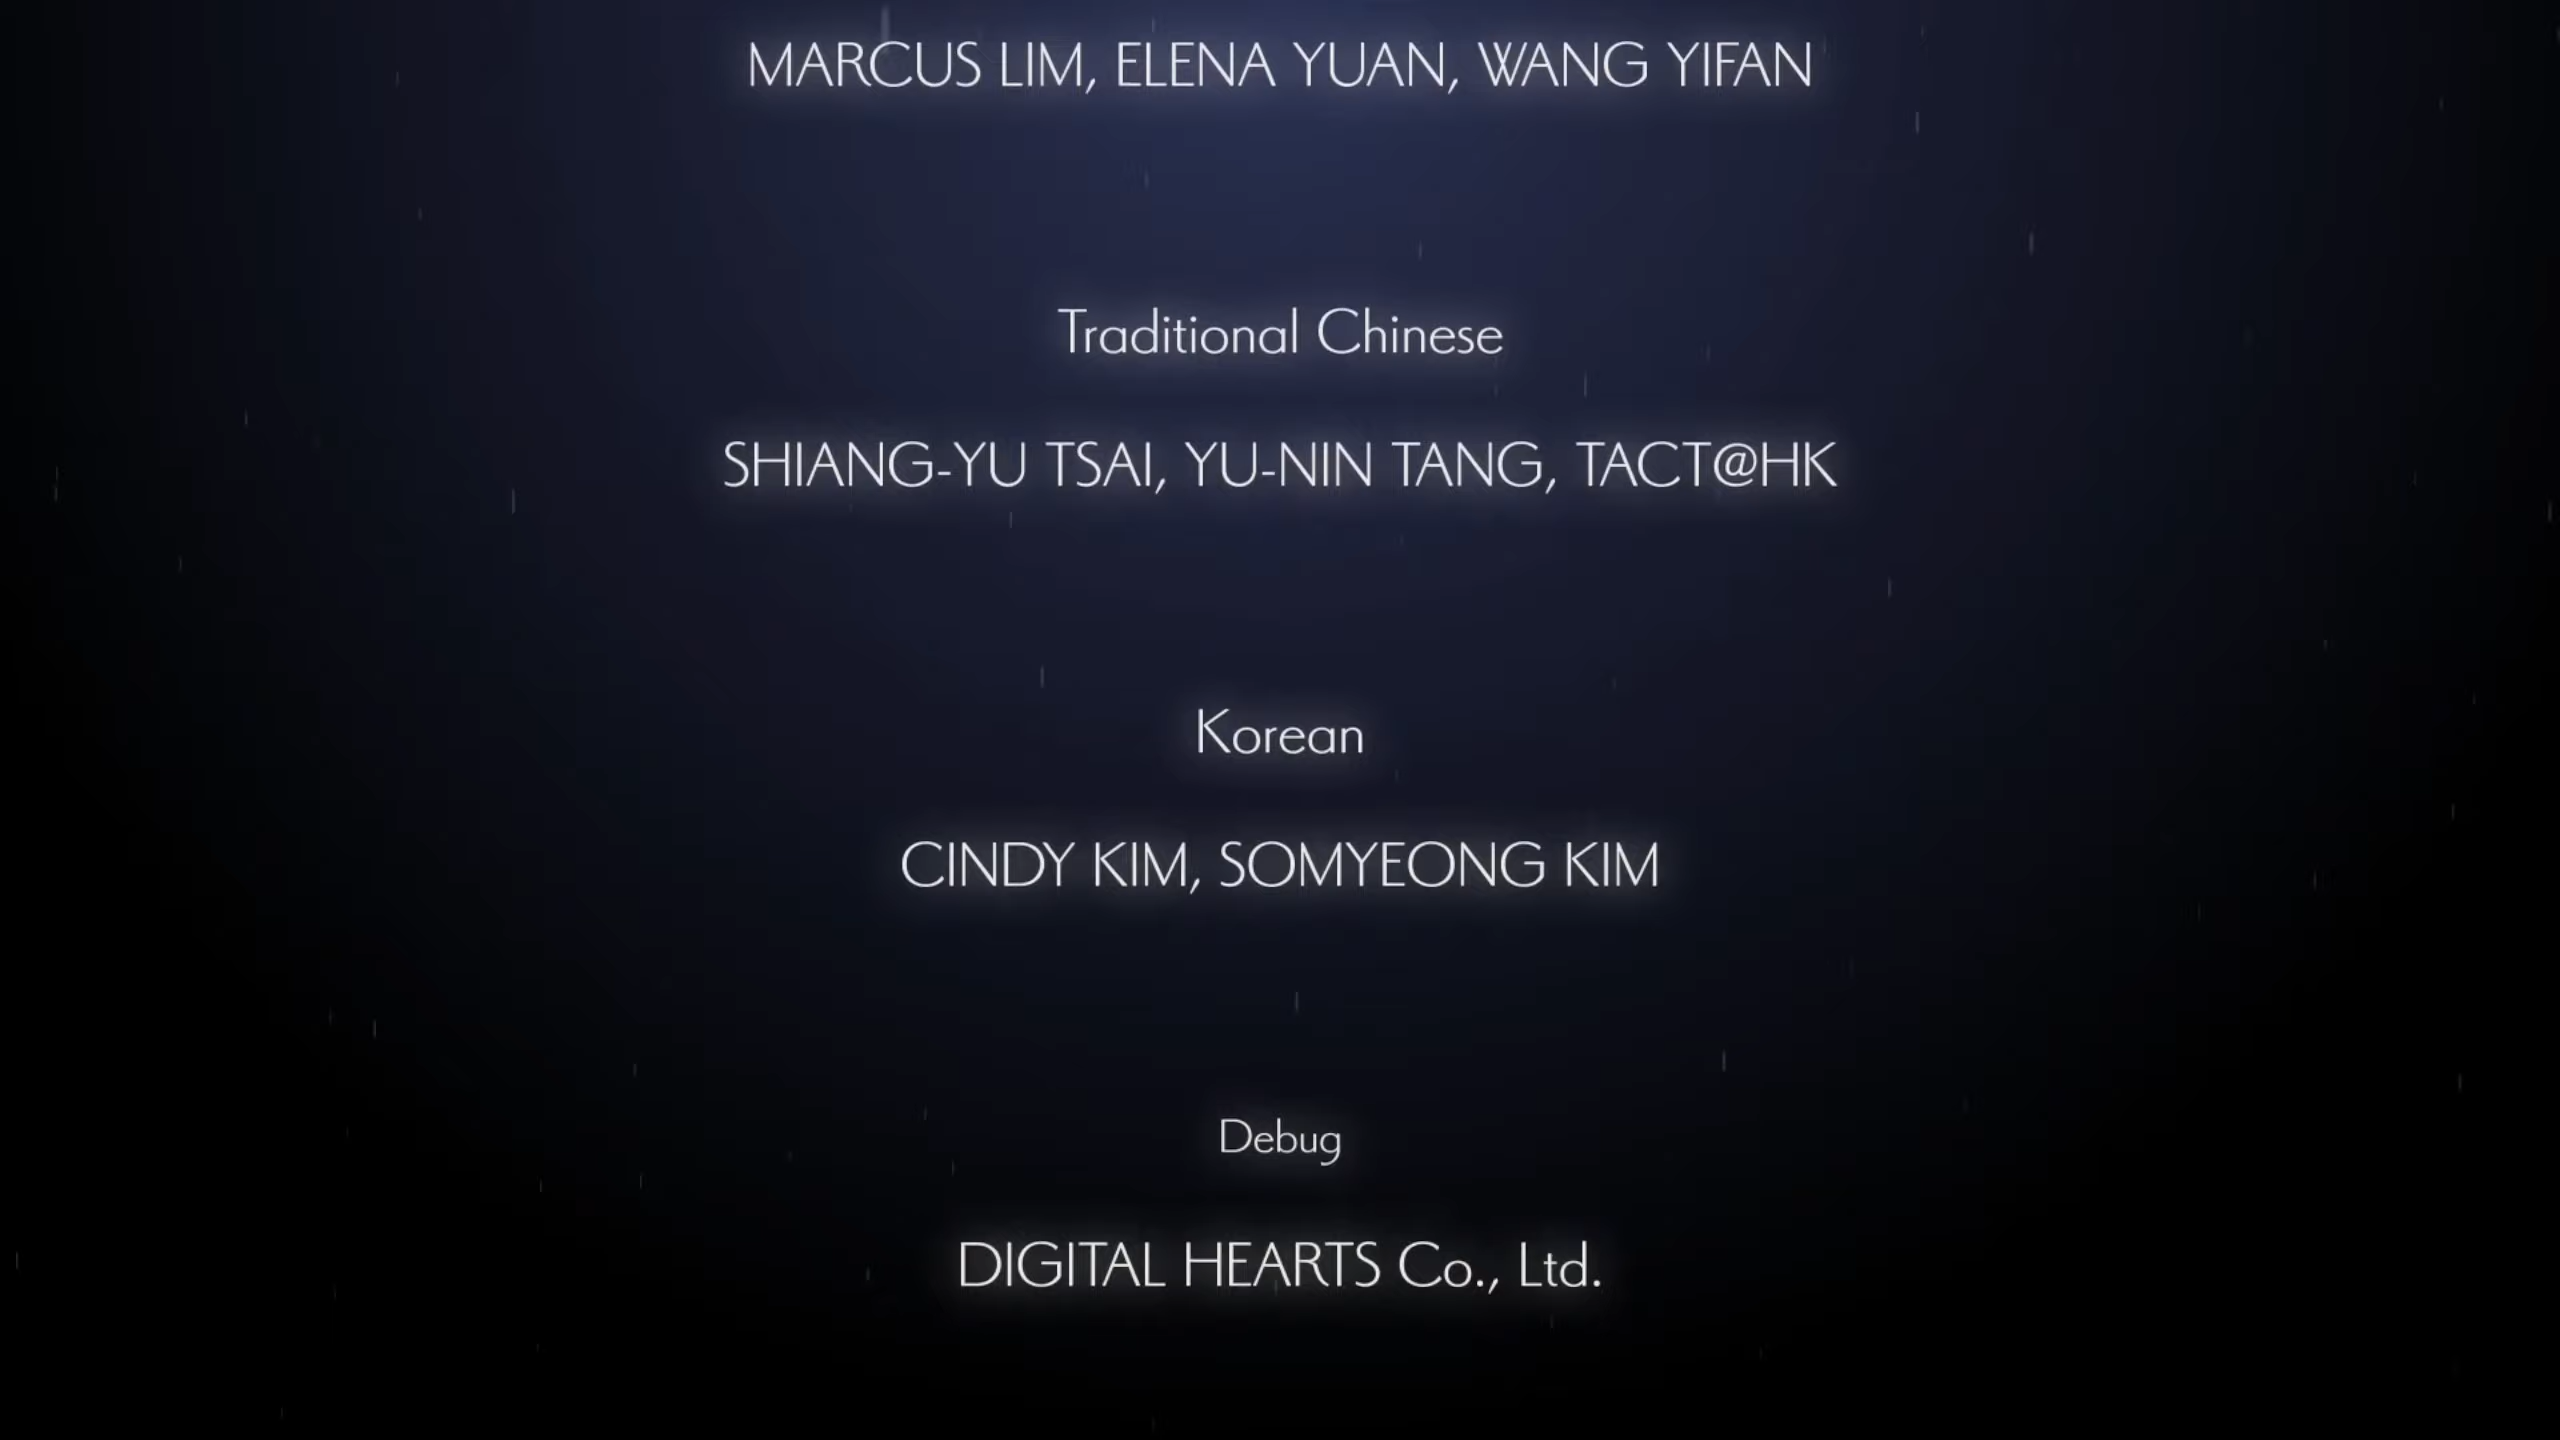 MARCUS LIM, ELENA YUAN, WANG YIFAN
Traditional Chinese
SHIANG-YU TSAI, YU-NIN TANG, TACT@HK
Korean
CINDY KIM, SOMYEONG KIM
Debug
DIGITAL HEARTS Co., Ltd.